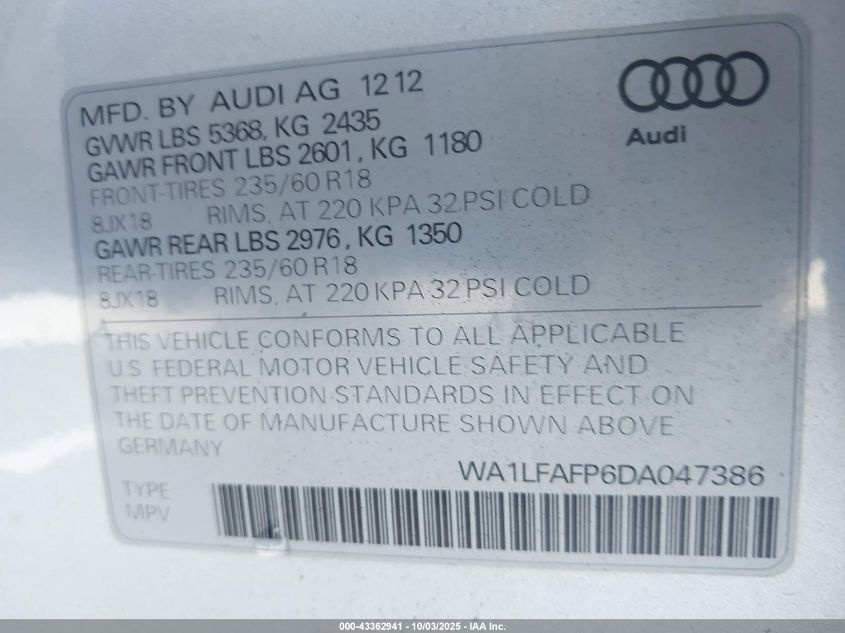 MFD. BY AUDI AG 12 12
GVWR LBS 5368, KG 2435
GAWR FRONT LBS 2601, KG 1180
FRONT-TIRES 235/60 R18
8JX18 RIMS, AT 220 KPA 32 PSI COLD
GAWR REAR LBS 2976, KG 1350
REAR-TIRES 235/60 R18
8JX18 RIMS, AT 220 KPA 32 PSI COLD
Audi
THIS VEHICLE CONFORMS TO ALL APPLICABLE
U.S FEDERAL MOTOR VEHICLE SAFETY AND
THEFT PREVENTION STANDARDS IN EFFECT ON
THE DATE OF MANUFACTURE SHOWN ABOVE
GERMANY
WA1LFAFP6DA047386
TYPE
MPV
000-43362941 - 10/03/2025 - IAA Inc.